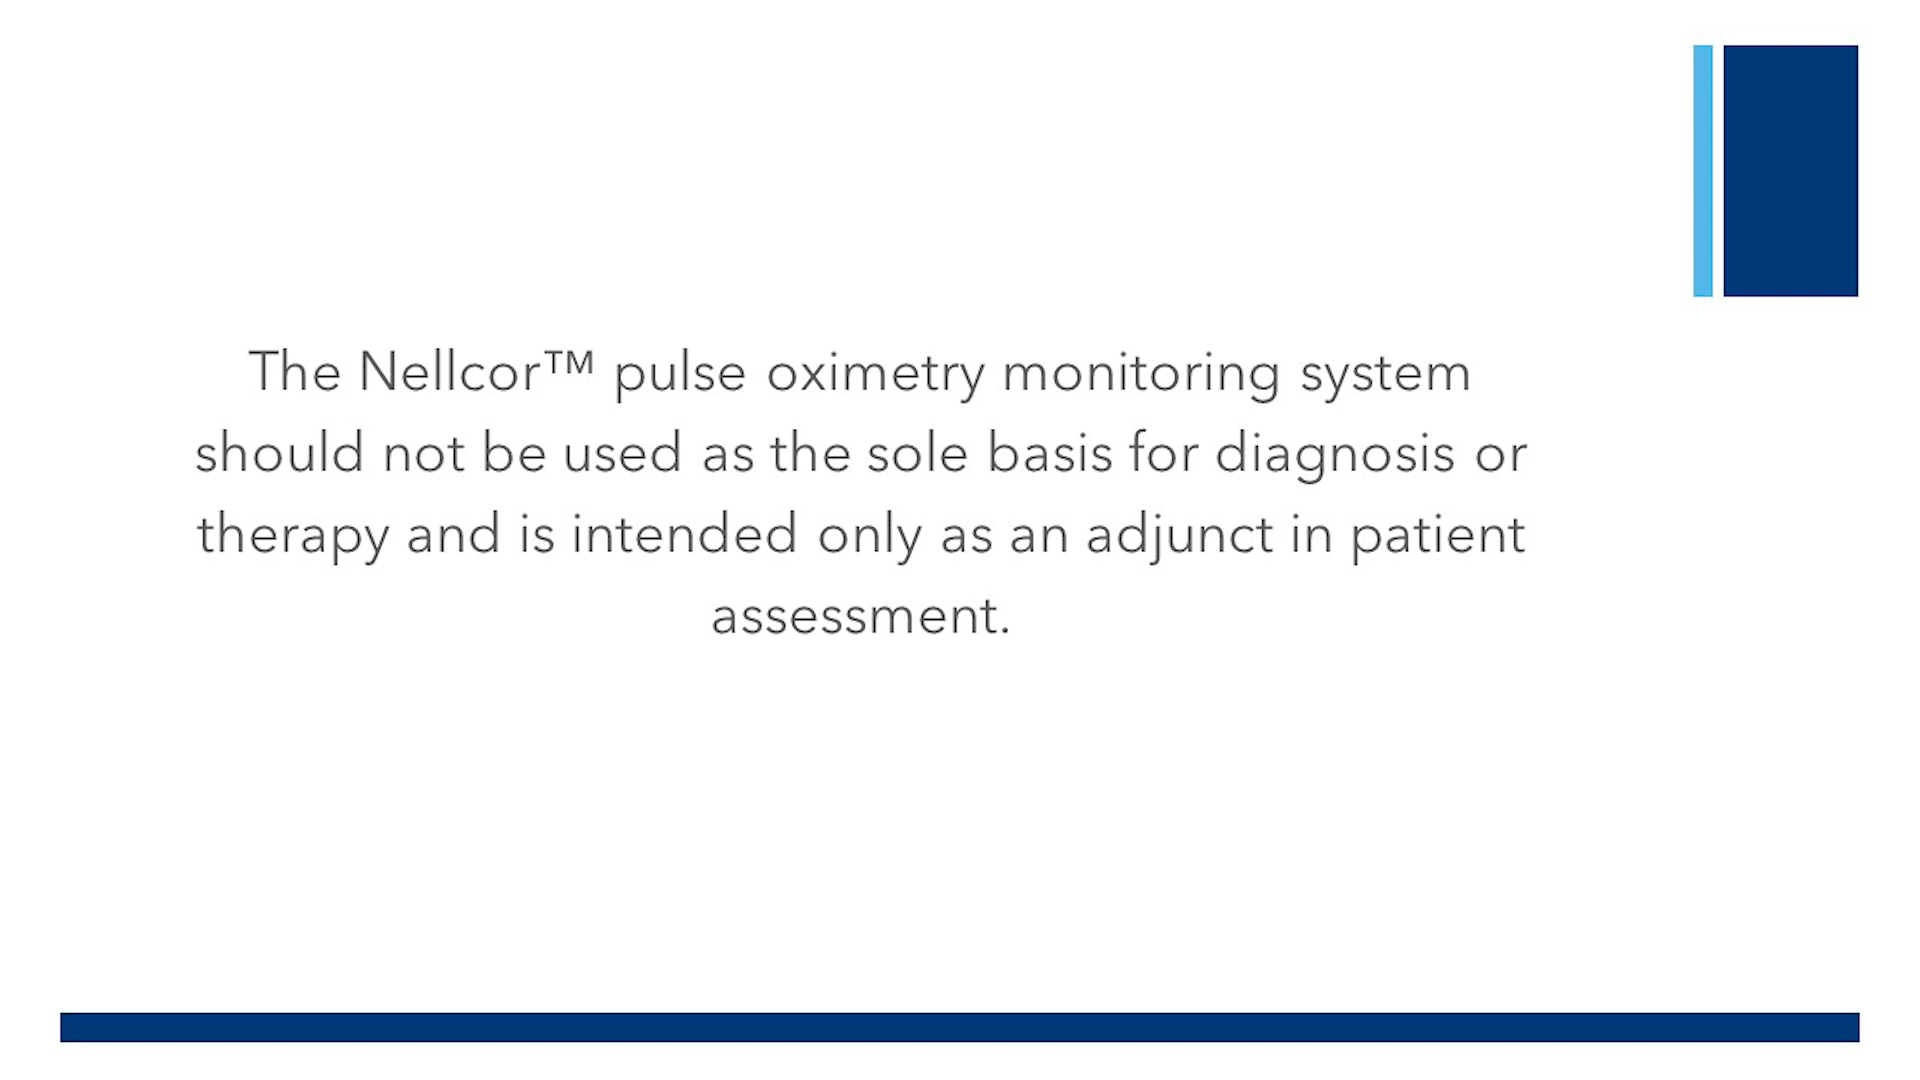 The Nellcor™ pulse oximetry monitoring system
should not be used as the sole basis for diagnosis or
therapy and is intended only as an adjunct in patient
assessment.